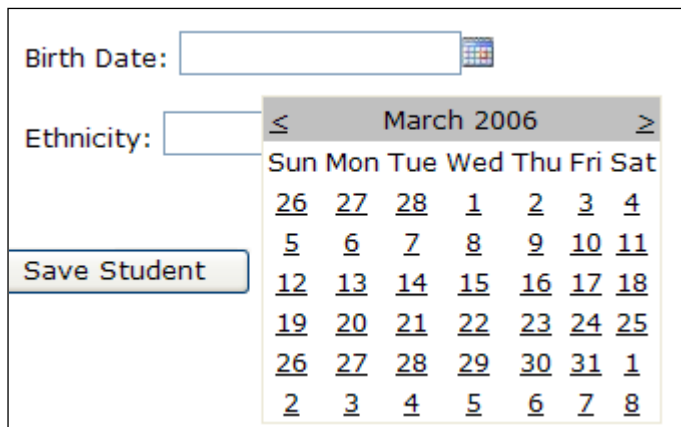 Birth Date:
Ethnicity:
< March 2006 >
Sun Mon Tue Wed Thu Fri Sat
26 27 28 1 2 3 4
5 6 7 8 9 10 11
Save Student
12 13 14 15 16 17 18
19 20 21 22 23 24 25
26 27 28 29 30 31 1
2 3 4 5 6 7 8